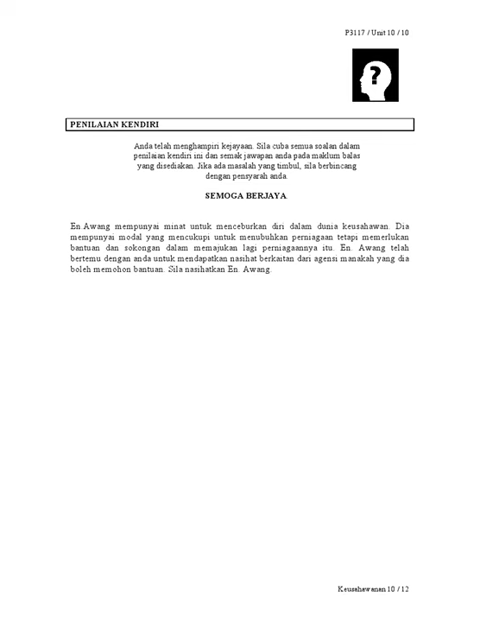 P3117 / Unit 10 / 10
?
PENILAIAN KENDIRI
Anda telah menghampiri kejayaan. Sila cuba semua soalan dalam
penilaian kendiri ini dan semak jawapan anda pada maklum balas
yang disediakan. Jika ada masalah yang timbul, sila berbincang
dengan pensyarah anda.
SEMOGA BERJAYA.
En Awang mempunyai minat untuk menceburkan diri dalam dunia keusahawan. Dia
mempunyai modal yang mencukupi untuk menubuhkan perniagaan tetapi memerlukan
bantuan dan sokongan dalam memajukan lagi perniagaannya itu. En. Awang telah
bertemu dengan anda untuk mendapatkan nasihat berkaitan dari agensi manakah yang dia
boleh memohon bantuan. Sila nasihatkan En. Awang.
Keusahawanan 10 / 12